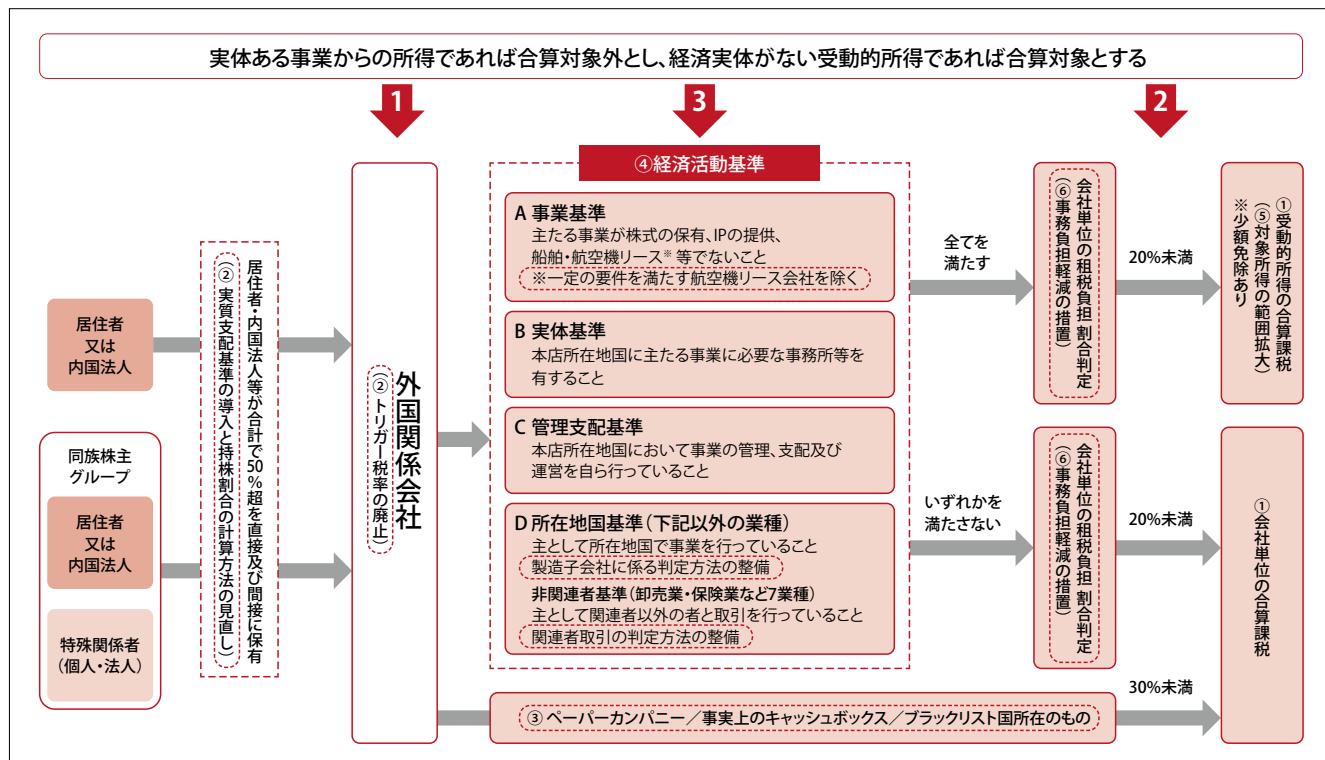 実体ある事業からの所得であれば合算対象外とし、経済実体がない受動的所得であれば合算対象とする
1
3
2
居住者
又は
内国法人
同族株主
グループ
居住者
又は
内国法人
特殊関係者
(個人・法人)
居住者・内国法人等が合計で50%超を直接及び間接に保有
(② 実質支配基準の導入と持株割合の計算方法の見直し)
外国関係会社
(② トリガー税率の廃止)
④経済活動基準
A 事業基準
主たる事業が株式の保有、IPの提供、
船舶・航空機リース※ 等でないこと
※一定の要件を満たす航空機リース会社を除く
B 実体基準
本店所在地国に主たる事業に必要な事務所等を
有すること
C 管理支配基準
本店所在地国において事業の管理、支配及び
運営を自ら行っていること
D 所在地国基準(下記以外の業種)
主として所在地国で事業を行っていること
製造子会社に係る判定方法の整備
非関連者基準(卸売業・保険業など7業種)
主として関連者以外の者と取引を行っていること
関連者取引の判定方法の整備
③ ペーパーカンパニー/事実上のキャッシュボックス/ブラックリスト国所在のもの
全てを
満たす
いずれかを
満たさない
会社単位の租税負担 割合判定
(⑥事務負担軽減の措置)
会社単位の租税負担 割合判定
(⑥事務負担軽減の措置)
20%未満
20%未満
30%未満
①受動的所得の合算課税
(⑤対象所得の範囲拡大)
※少額免除あり
①会社単位の合算課税